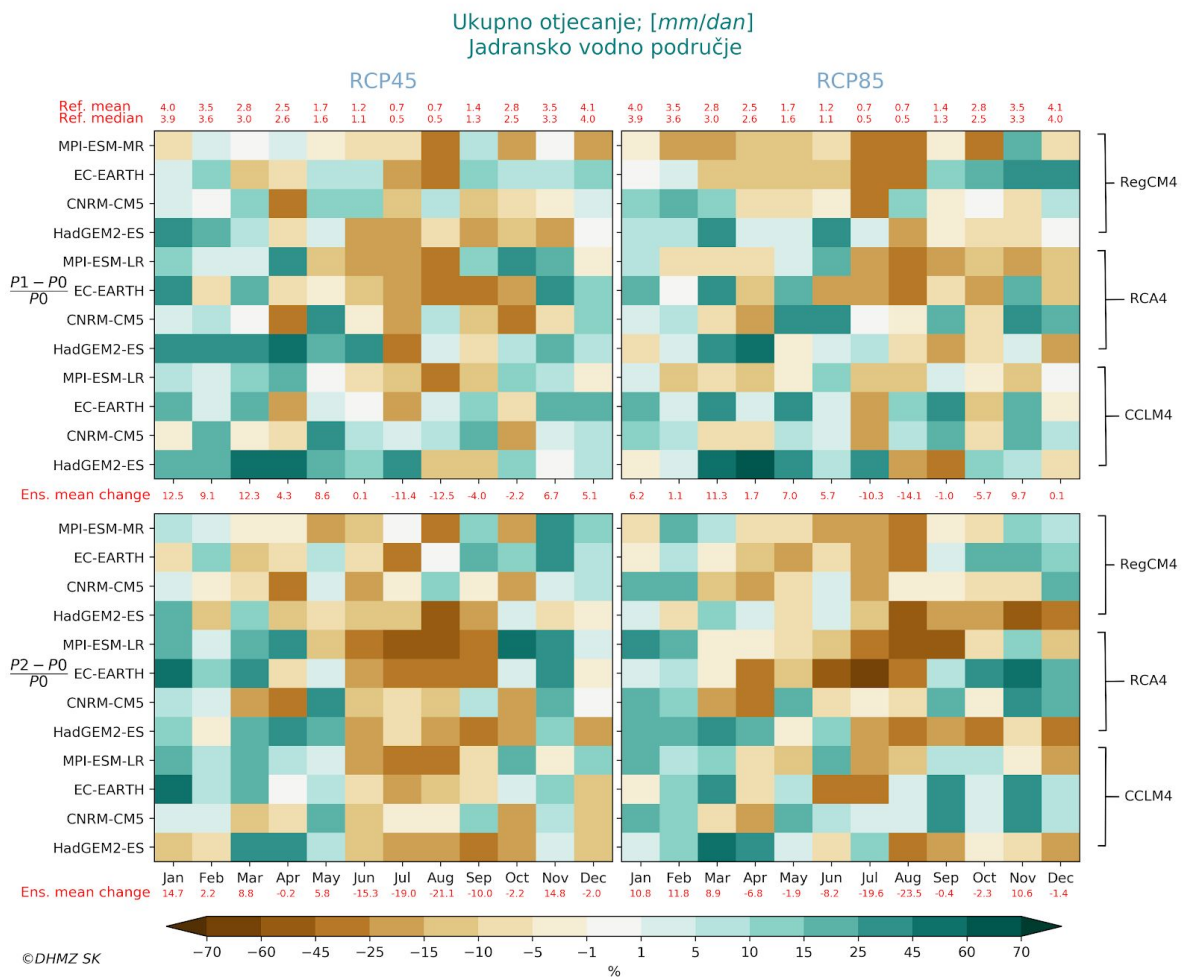 Ukupno otjecanje; [mm/dan]
Jadransko vodno područje
RCP45 RCP85
Ref. mean 4.0 3.5 2.8 2.5 1.7 1.2 0.7 0.7 1.4 2.8 3.5 4.1 4.0 3.5 2.8 2.5 1.7 1.2 0.7 0.7 1.4 2.8 3.5 4.1
Ref. median 3.9 3.6 3.0 2.6 1.6 1.1 0.5 0.5 1.3 2.5 3.3 4.0 3.9 3.6 3.0 2.6 1.6 1.1 0.5 0.5 1.3 2.5 3.3 4.0
MPI-ESM-MR
EC-EARTH RegCM4
CNRM-CM5
HadGEM2-ES
MPI-ESM-LR
P1 − P0
P0
EC-EARTH RCA4
CNRM-CM5
HadGEM2-ES
MPI-ESM-LR
EC-EARTH CCLM4
CNRM-CM5
HadGEM2-ES
Ens. mean change 12.5 9.1 12.3 4.3 8.6 0.1 -11.4 -12.5 -4.0 -2.2 6.7 5.1 6.2 1.1 11.3 1.7 7.0 5.7 -10.3 -14.1 -1.0 -5.7 9.7 0.1
MPI-ESM-MR
EC-EARTH RegCM4
CNRM-CM5
HadGEM2-ES
MPI-ESM-LR
P2 − P0
P0
EC-EARTH RCA4
CNRM-CM5
HadGEM2-ES
MPI-ESM-LR
EC-EARTH CCLM4
CNRM-CM5
HadGEM2-ES
Jan Feb Mar Apr May Jun Jul Aug Sep Oct Nov Dec Jan Feb Mar Apr May Jun Jul Aug Sep Oct Nov Dec
Ens. mean change 14.7 2.2 8.8 -0.2 5.8 -15.3 -19.0 -21.1 -10.0 -2.2 14.8 -2.0 10.8 11.8 8.9 -6.8 -1.9 -8.2 -19.6 -23.5 -0.4 -2.3 10.6 -1.4
−70 −60 −45 −25 −15 −10 −5 −1 1 5 10 15 25 45 60 70
%
©DHMZ SK